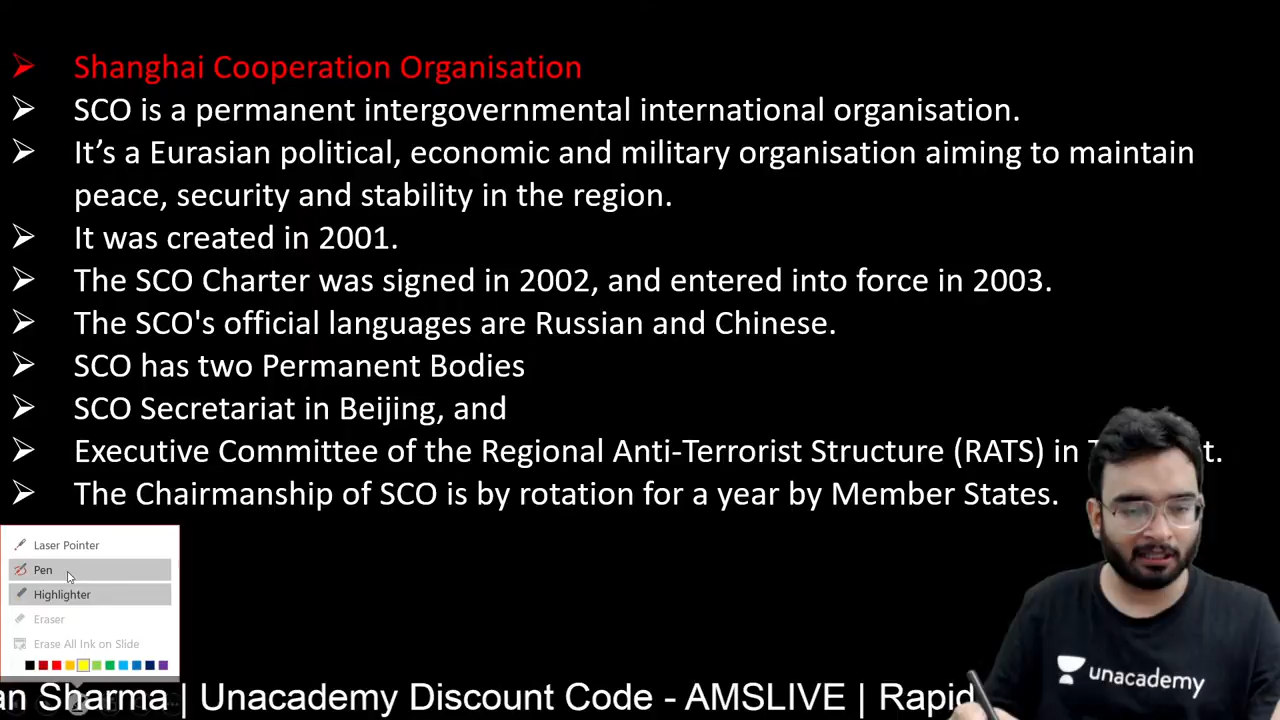 Shanghai Cooperation Organisation
SCO is a permanent intergovernmental international organisation.
It’s a Eurasian political, economic and military organisation aiming to maintain
peace, security and stability in the region.
It was created in 2001.
The SCO Charter was signed in 2002, and entered into force in 2003.
The SCO's official languages are Russian and Chinese.
SCO has two Permanent Bodies
SCO Secretariat in Beijing, and
Executive Committee of the Regional Anti-Terrorist Structure (RATS) in
The Chairmanship of SCO is by rotation for a year by Member States.
Laser Pointer
Pen
Highlighter
Eraser
Erase All Ink on Slide
unacademy
an Sharma | Unacademy Discount Code - AMSLIVE | Rapid